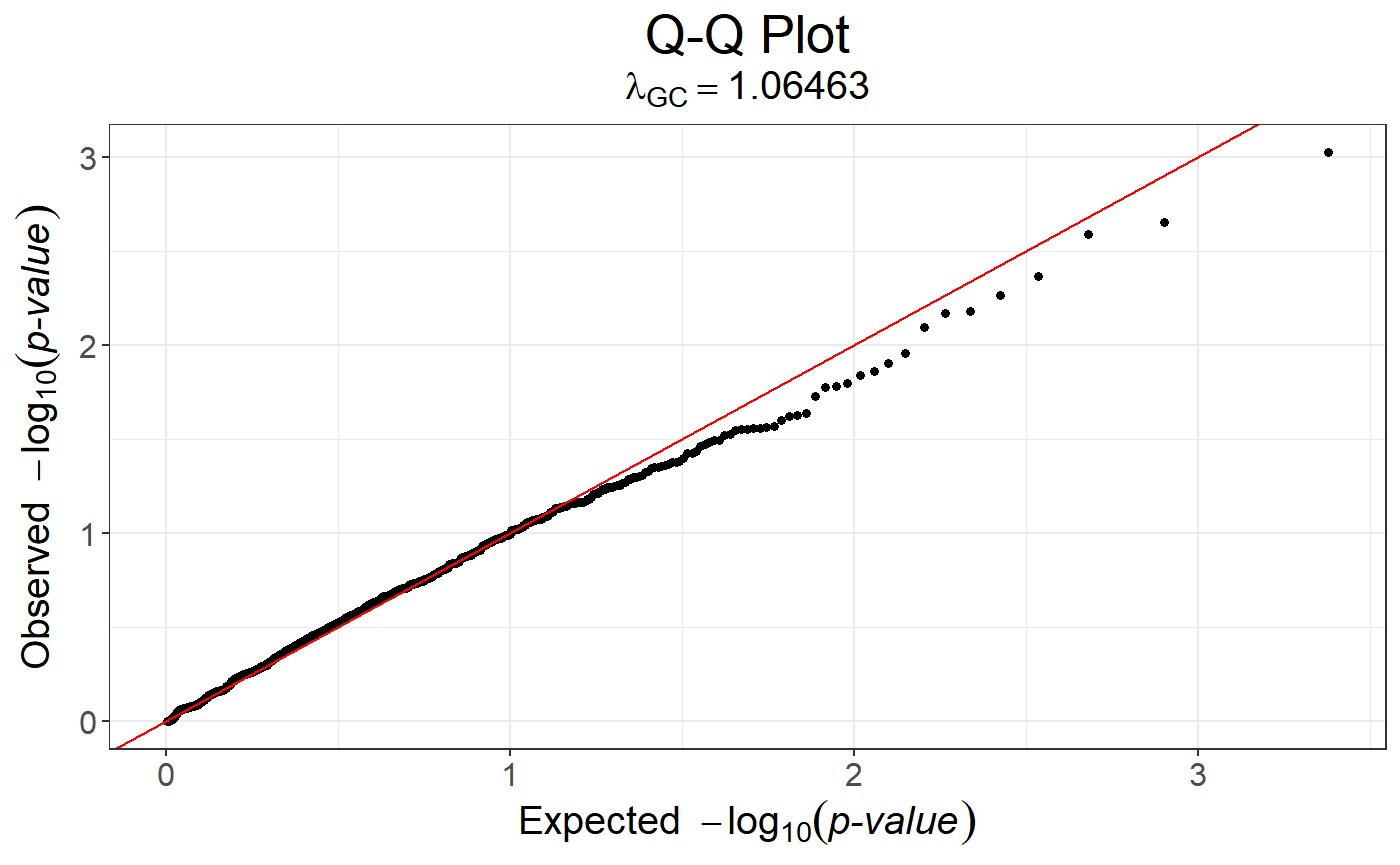 Q-Q Plot
λGC = 1.06463
3
2
1
0
Observed −log10(p-value)
0 1 2 3
Expected −log10(p-value)